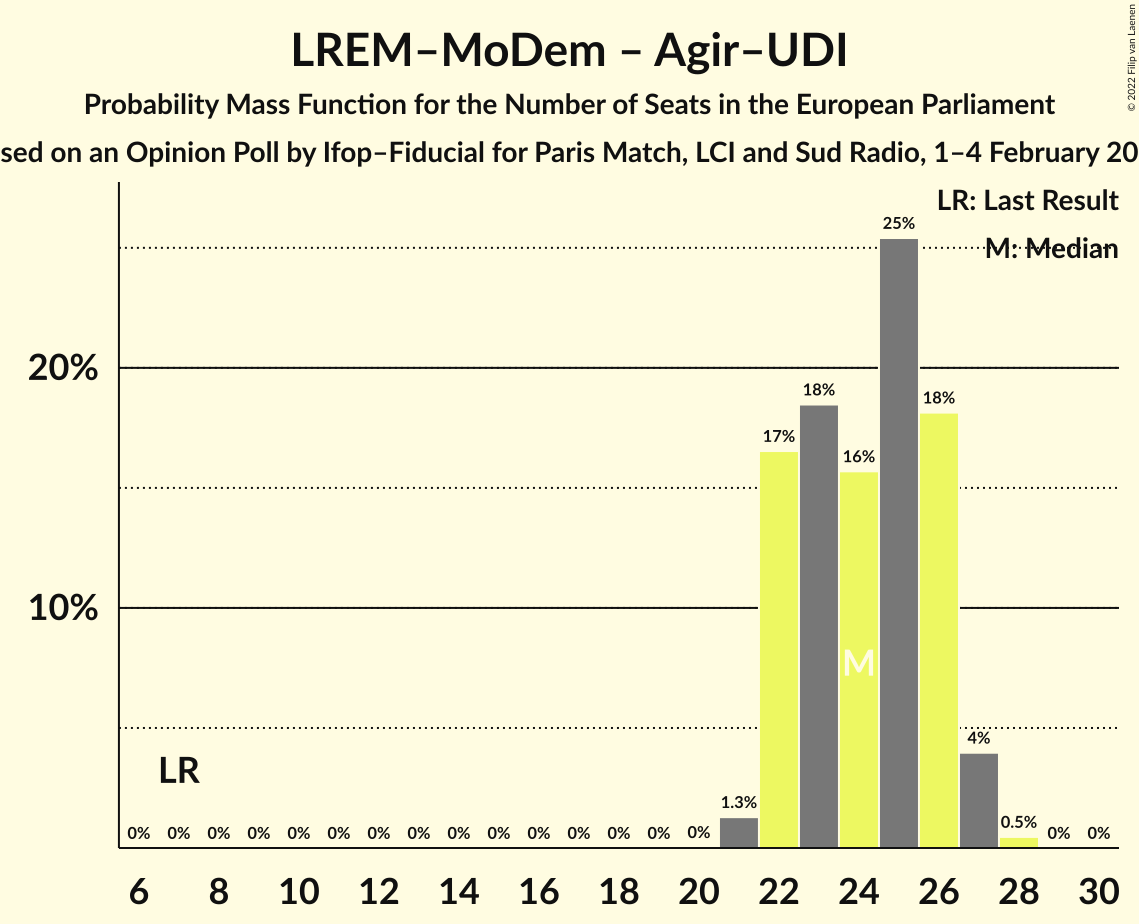 LREM–MoDem – Agir–UDI
Probability Mass Function for the Number of Seats in the European Parliament
sed on an Opinion Poll by Ifop–Fiducial for Paris Match, LCI and Sud Radio, 1–4 February 20
© 2022 Filip van Laenen
LR: Last Result
M: Median
25%
20%
18%
18%
17%
16%
10%
M
4%
LR
1.3%
0.5%
0% 0% 0% 0% 0% 0% 0% 0% 0% 0% 0% 0% 0% 0% 0% 0% 0%
6 8 10 12 14 16 18 20 22 24 26 28 30